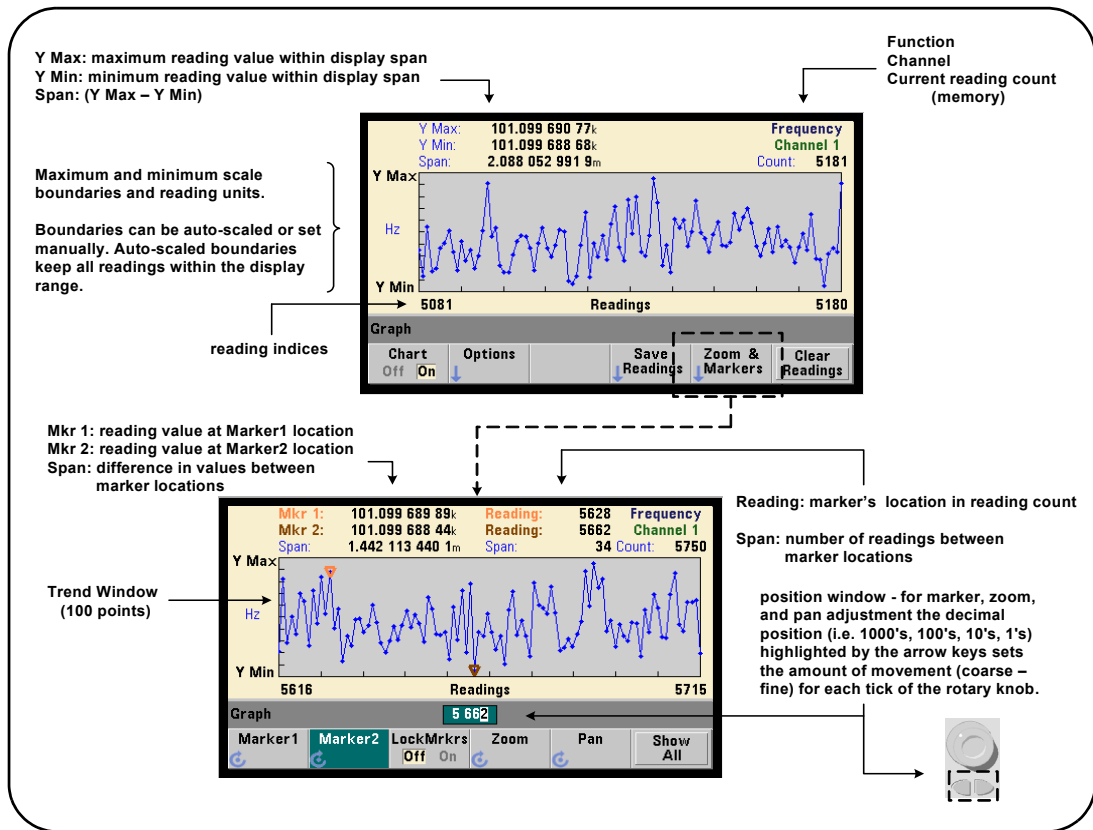 Y Max: maximum reading value within display span
Y Min: minimum reading value within display span
Span: (Y Max – Y Min)
Function
Channel
Current reading count
(memory)
Y Max: 101.099 690 77k Frequency
Y Min: 101.099 688 68k Channel 1
Span: 2.088 052 991 9m Count: 5181
Y Max
Hz
Y Min
5081 Readings 5180
Graph
Chart Options Save Zoom & Clear
Off On Readings Markers Readings
Maximum and minimum scale
boundaries and reading units.
Boundaries can be auto-scaled or set
manually. Auto-scaled boundaries
keep all readings within the display
range.
reading indices
Mkr 1: reading value at Marker1 location
Mkr 2: reading value at Marker2 location
Span: difference in values between
marker locations
Mkr 1: 101.099 689 89k Reading: 5628 Frequency
Mkr 2: 101.099 688 44k Reading: 5662 Channel 1
Span: 1.442 113 440 1m Span: 34 Count: 5750
Y Max
Hz
Y Min
5616 Readings 5715
Graph 5 662
Marker1 Marker2 LockMrkrs Zoom Pan Show
Off On All
Trend Window
(100 points)
Reading: marker's location in reading count
Span: number of readings between
marker locations
position window - for marker, zoom,
and pan adjustment the decimal
position (i.e. 1000's, 100's, 10's, 1's)
highlighted by the arrow keys sets
the amount of movement (coarse –
fine) for each tick of the rotary knob.